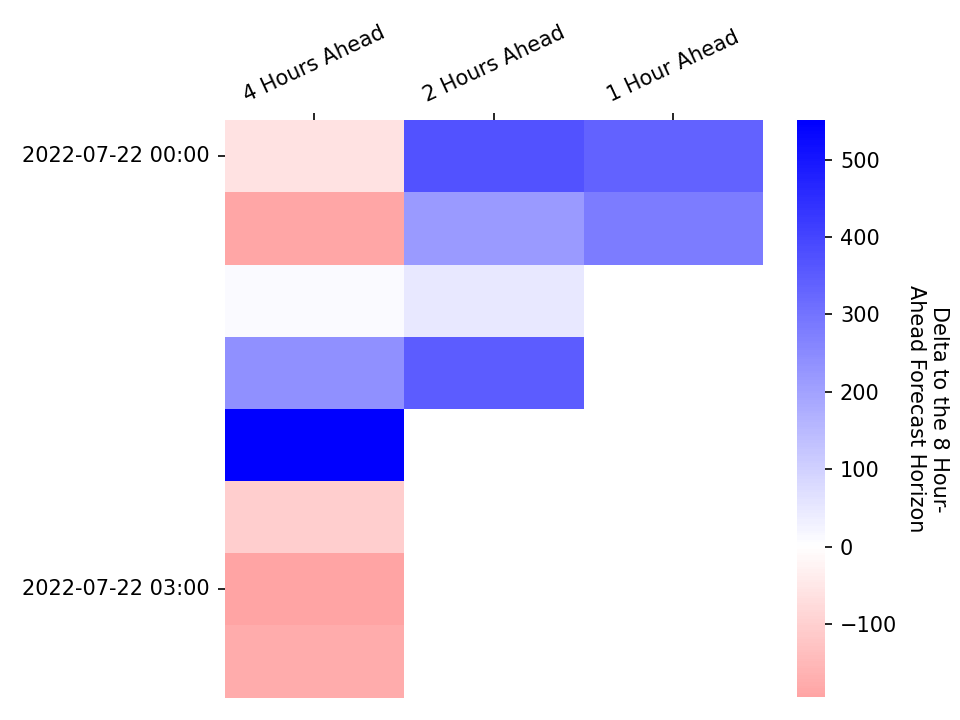 4 Hours Ahead
2 Hours Ahead
1 Hour Ahead
2022-07-22 00:00
2022-07-22 03:00
500
400
300
200
100
0
−100
Delta to the 8 Hour-
Ahead Forecast Horizon